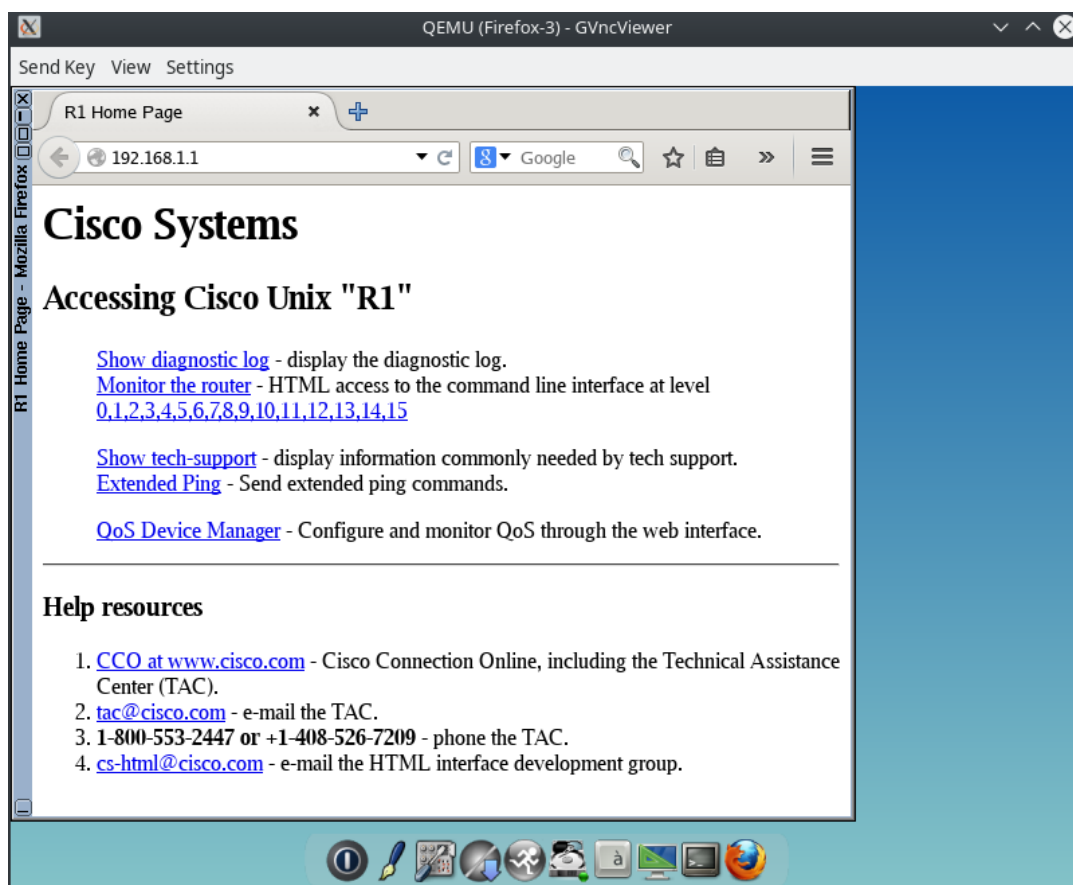 QEMU (Firefox-3) - GVncViewer
Send Key View Settings
R1 Home Page - Mozilla Firefox
R1 Home Page
192.168.1.1
8 Google
Cisco Systems
Accessing Cisco Unix "R1"
Show diagnostic log - display the diagnostic log.
Monitor the router - HTML access to the command line interface at level
0,1,2,3,4,5,6,7,8,9,10,11,12,13,14,15
Show tech-support - display information commonly needed by tech support.
Extended Ping - Send extended ping commands.
QoS Device Manager - Configure and monitor QoS through the web interface.
Help resources
1. CCO at www.cisco.com - Cisco Connection Online, including the Technical Assistance
Center (TAC).
2. tac@cisco.com - e-mail the TAC.
3. 1-800-553-2447 or +1-408-526-7209 - phone the TAC.
4. cs-html@cisco.com - e-mail the HTML interface development group.
à